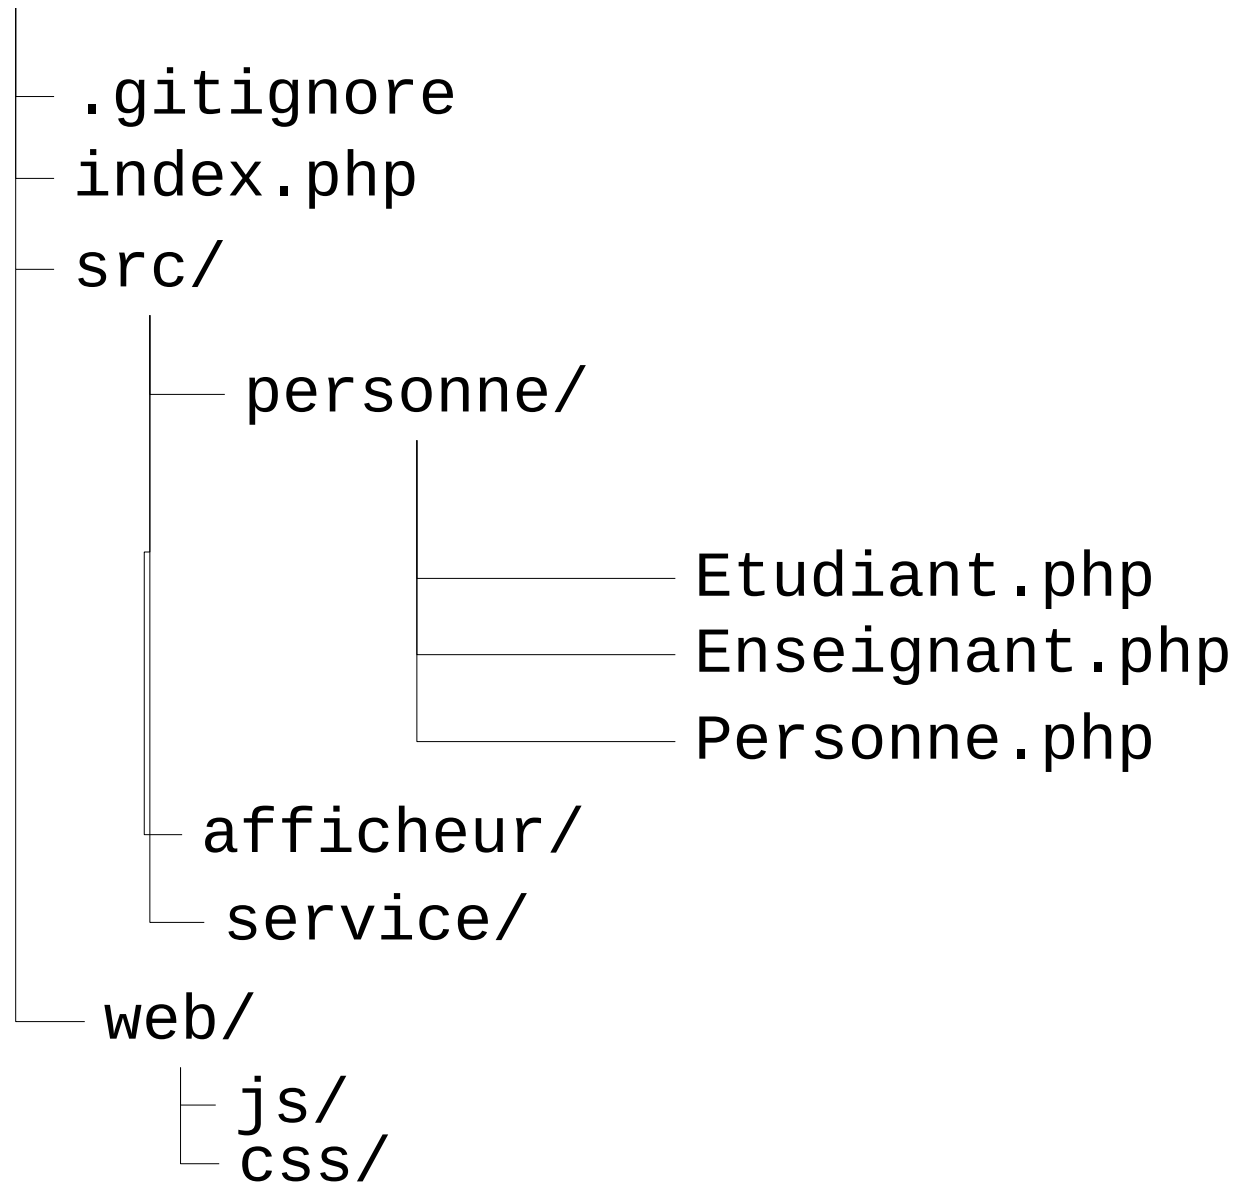 .gitignore
index.php
src/
personne/
Etudiant.php
Enseignant.php
Personne.php
afficheur/
service/
web/
js/
css/